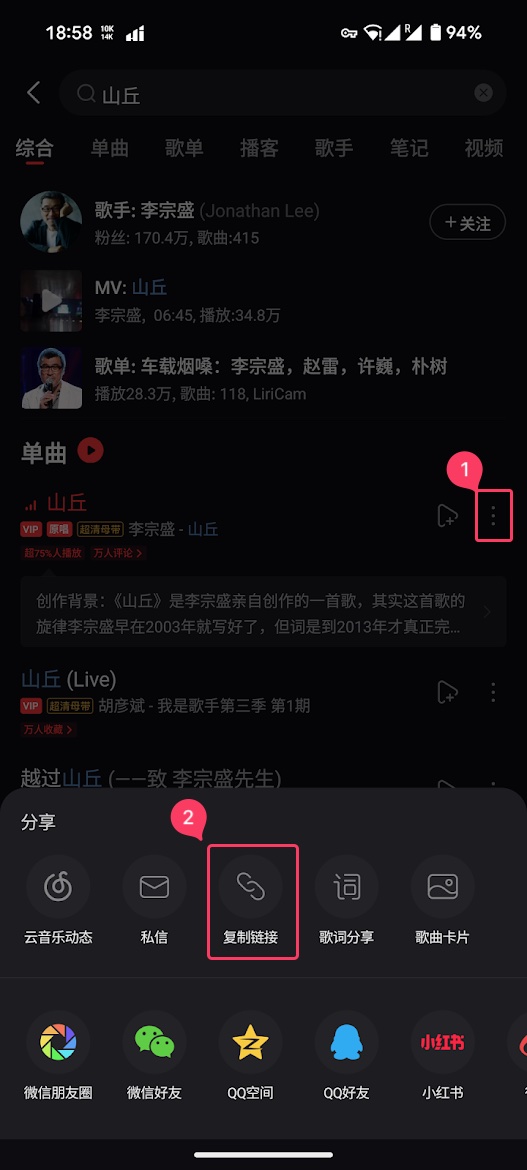 18:58 10K 14K 94%
山丘
综合 单曲 歌单 播客 歌手 笔记 视频
歌手: 李宗盛 (Jonathan Lee)
粉丝: 170.4万, 歌曲:415
+关注
MV: 山丘
李宗盛, 06:45, 播放:34.8万
歌单: 车载烟嗓：李宗盛，赵雷，许巍，朴树
播放28.3万, 歌曲: 118, LiriCam
单曲
1
山丘
VIP 原唱 超清母带 李宗盛 - 山丘
超75%人播放 万人评论 >
创作背景：《山丘》是李宗盛亲自创作的一首歌，其实这首歌的
旋律李宗盛早在2003年就写好了，但词是到2013年才真正完...
山丘 (Live)
VIP 超清母带 胡彦斌 - 我是歌手第三季 第1期
万人收藏 >
越过山丘 (——致 李宗盛先生)
分享
2
云音乐动态 私信 复制链接 歌词分享 歌曲卡片
词
小红书
微信朋友圈 微信好友 QQ空间 QQ好友 小红书